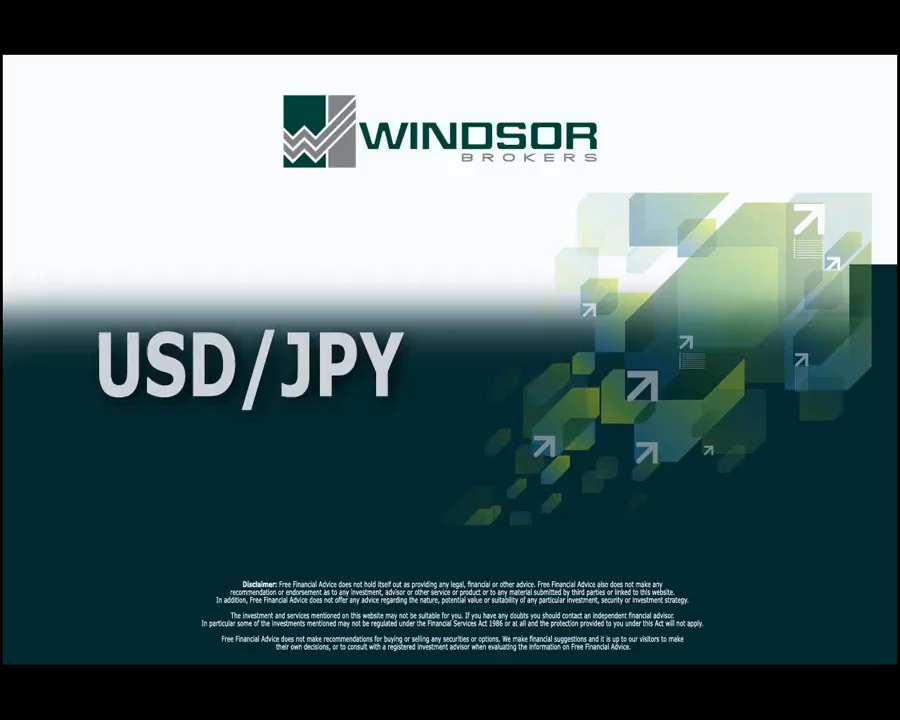 WINDSOR
BROKERS
USD/JPY
Disclaimer: Free Financial Advice does not hold itself out as providing any legal, financial or other advice. Free Financial Advice also does not make any
recommendation or endorsement as to any investment, advisor or other service or product or to any material submitted by third parties or linked to this website.
In addition, Free Financial Advice does not offer any advice regarding the nature, potential value or suitability of any particular investment, security or investment strategy.
The investment and services mentioned on this website may not be suitable for you. If you have any doubts you should contact an independent financial advisor.
In particular some of the investments mentioned may not be regulated under the Financial Services Act 1986 or at all and the protection provided to you under this Act will not apply.
Free Financial Advice does not make recommendations for buying or selling any securities or options. We make financial suggestions and it is up to our visitors to make
their own decisions, or to consult with a registered investment advisor when evaluating the information on Free Financial Advice.